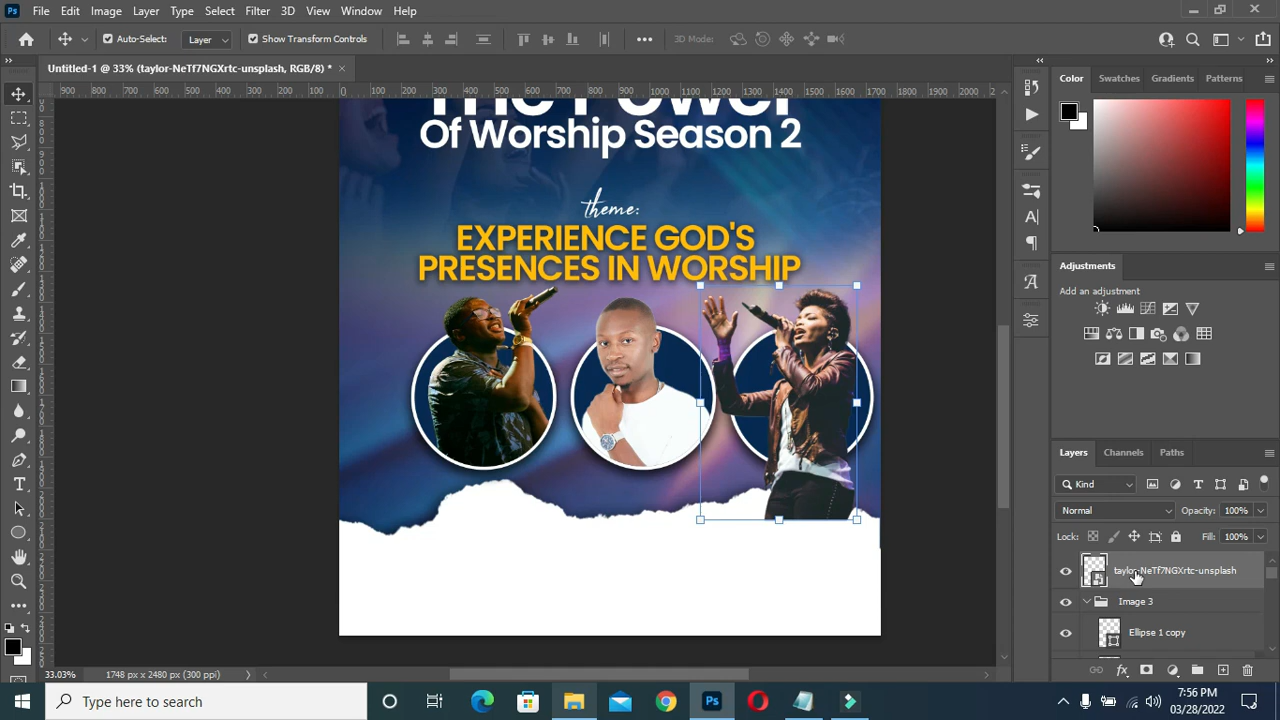 File Edit Image Layer Type Select Filter 3D View Window Help
Auto-Select: Layer Show Transform Controls 3D Mode:
Untitled-1 @ 33% (taylor-NeTf7NGXrtc-unsplash, RGB/8) *
The Power
Of Worship Season 2
theme:
EXPERIENCE GOD'S
PRESENCES IN WORSHIP
33.03% 1748 px x 2480 px (300 ppi)
Color Swatches Gradients Patterns
Adjustments
Add an adjustment
Layers Channels Paths
Kind
Normal Opacity: 100%
Lock: Fill: 100%
taylor-NeTf7NGXrtc-unsplash
Image 3
Ellipse 1 copy
Type here to search
7:56 PM
03/28/2022